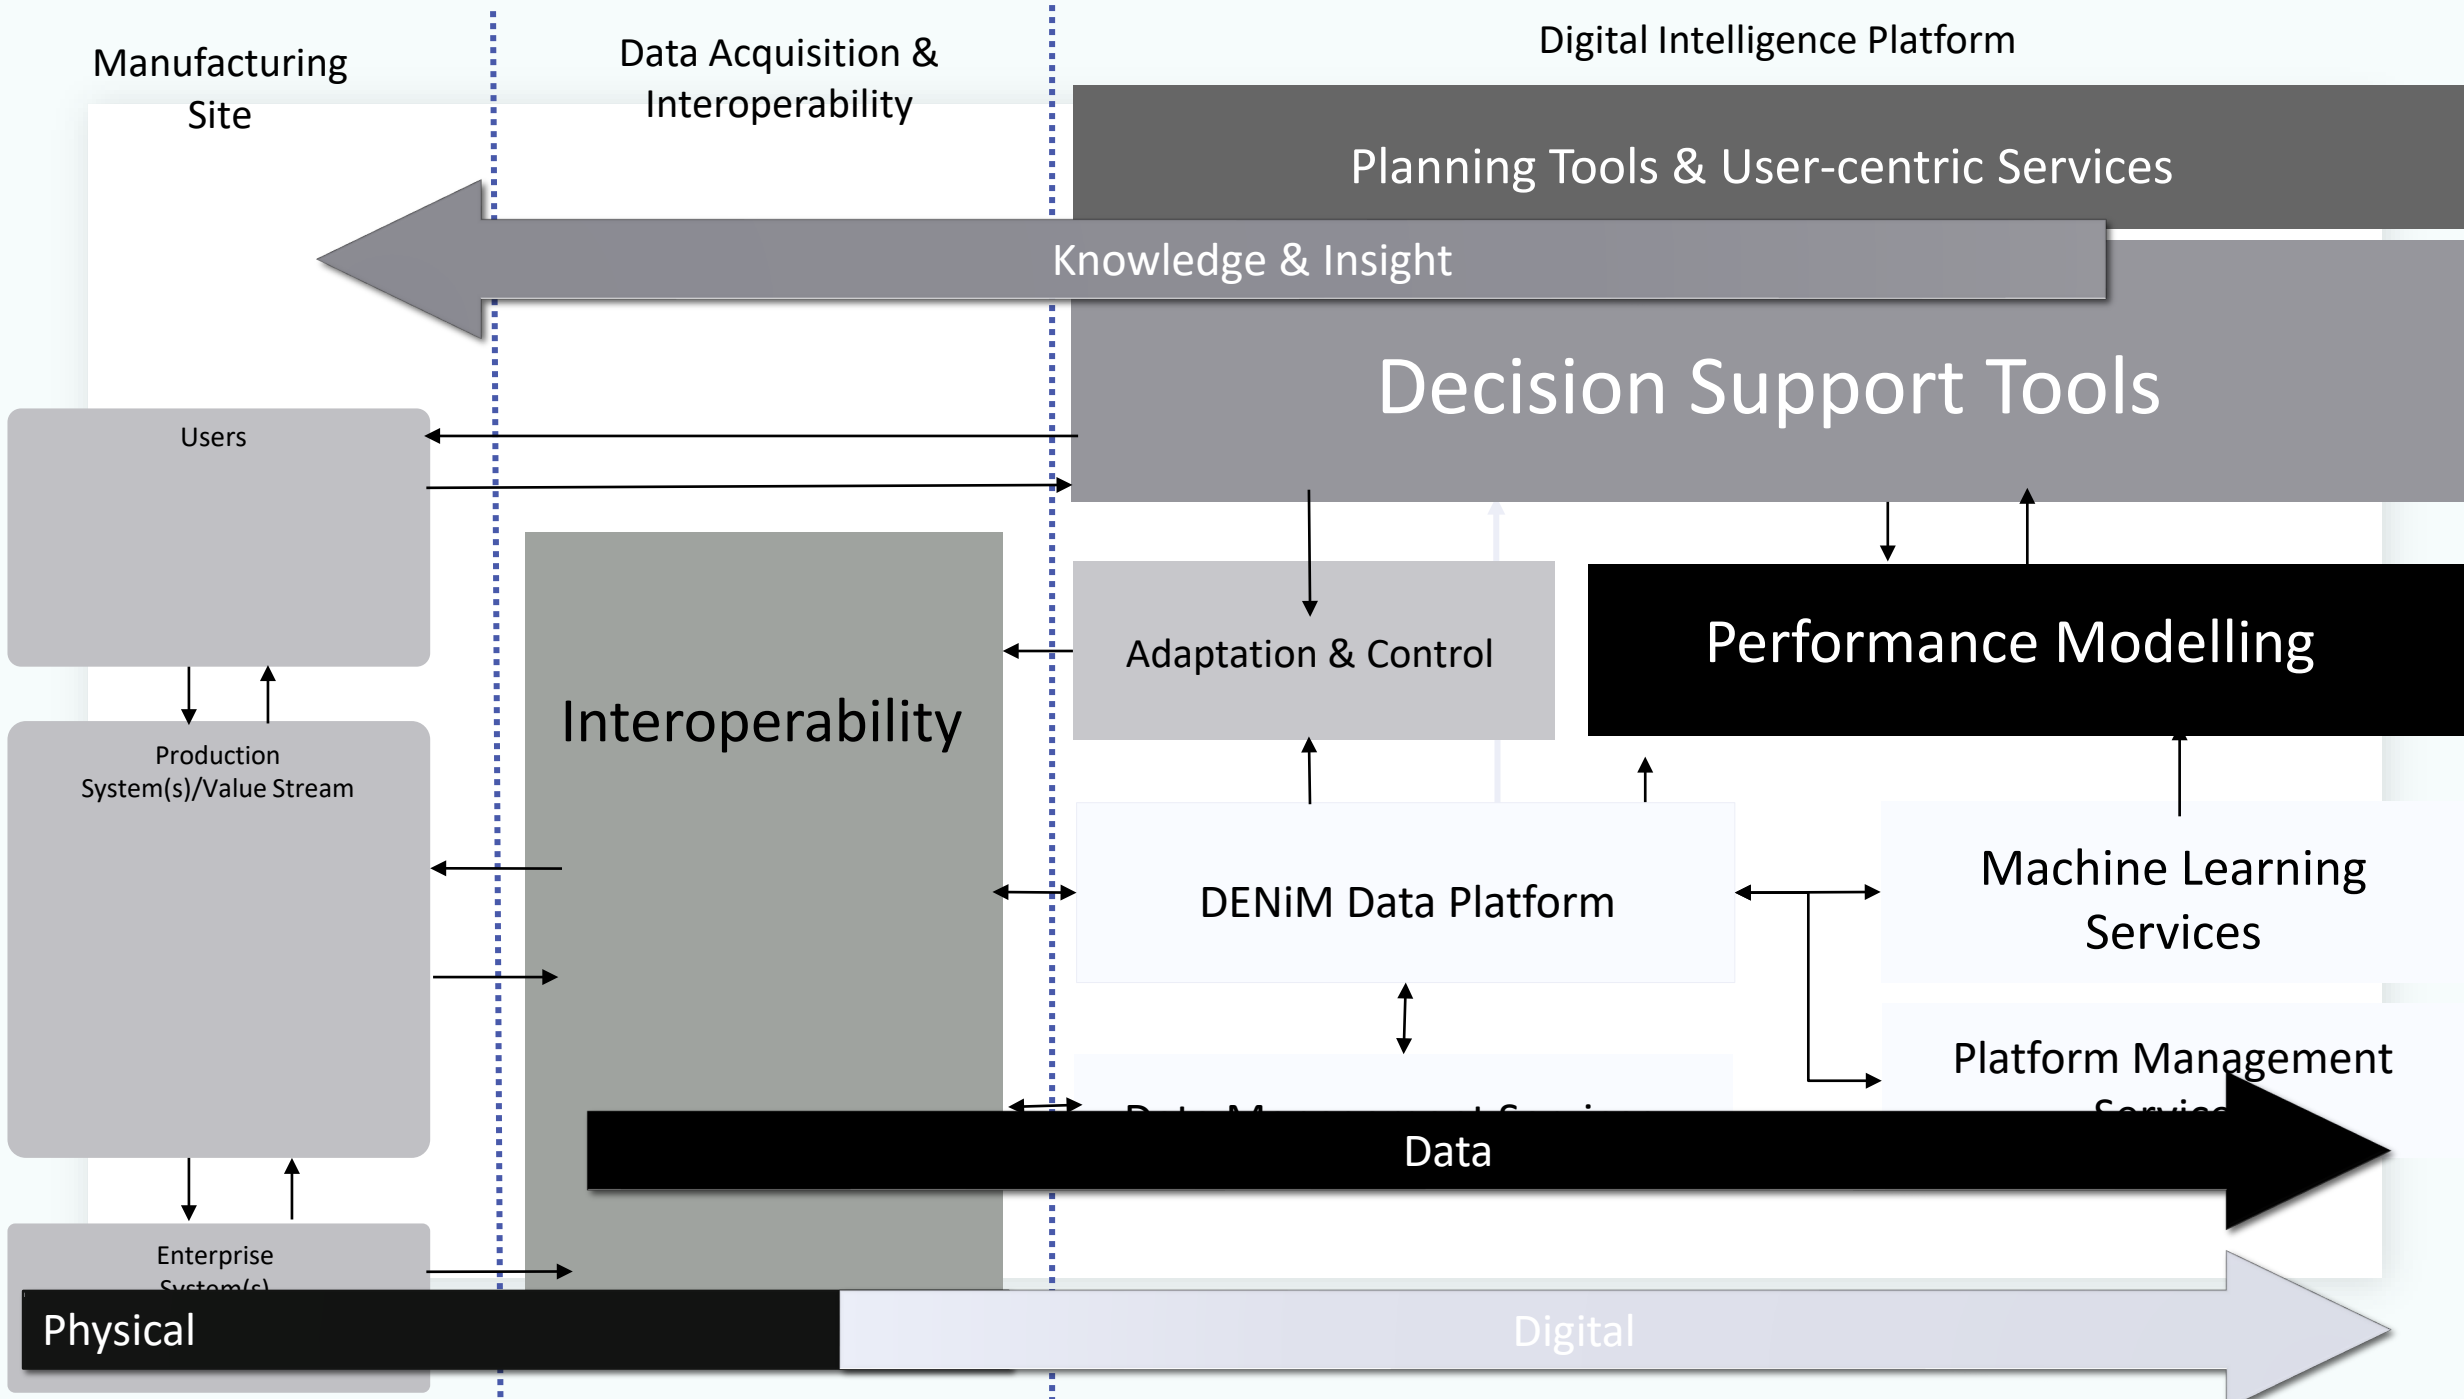 Manufacturing
Site
Data Acquisition &
Interoperability
Digital Intelligence Platform
Planning Tools & User-centric Services
Knowledge & Insight
Decision Support Tools
Users
Adaptation & Control
Performance Modelling
Interoperability
Production
System(s)/Value Stream
DENiM Data Platform
Machine Learning
Services
Platform Management
Data
Enterprise
System(s)
Physical
Digital